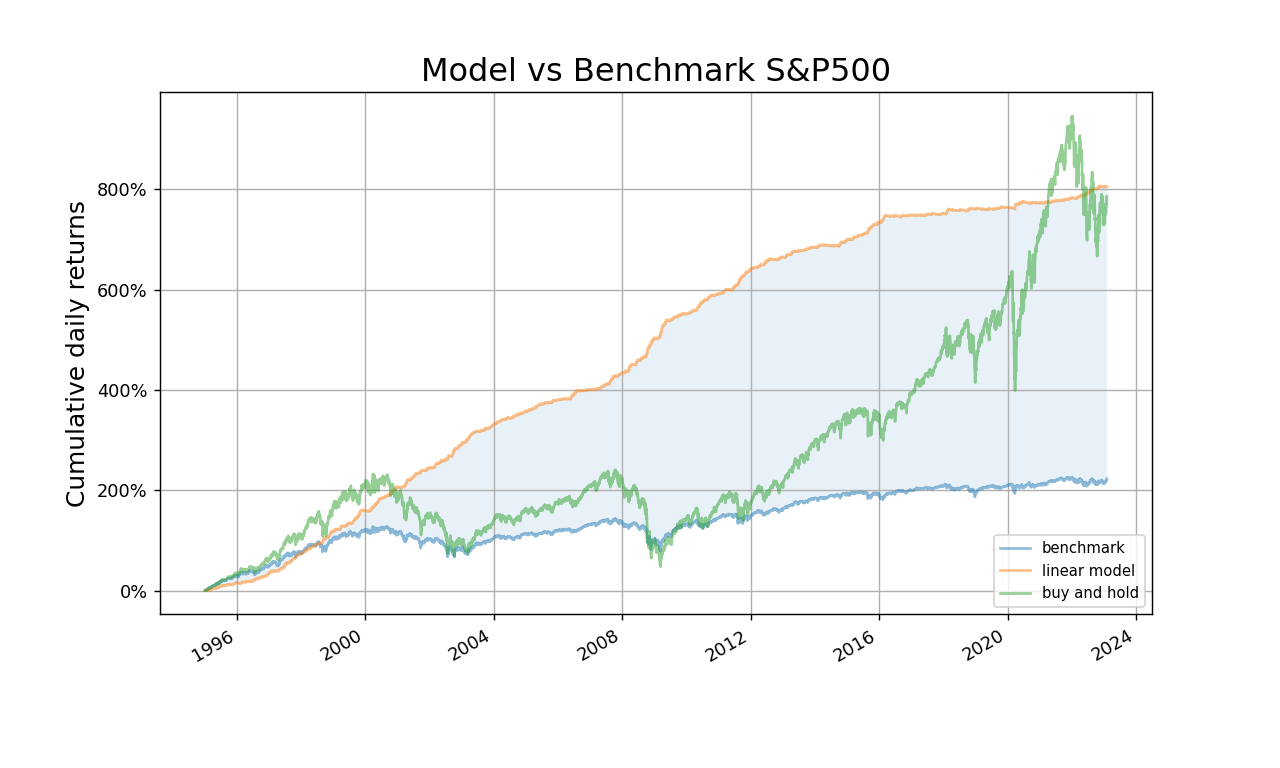 Model vs Benchmark S&P500
Cumulative daily returns
800%
600%
400%
200%
0%
benchmark
linear model
buy and hold
1996
2000
2004
2008
2012
2016
2020
2024